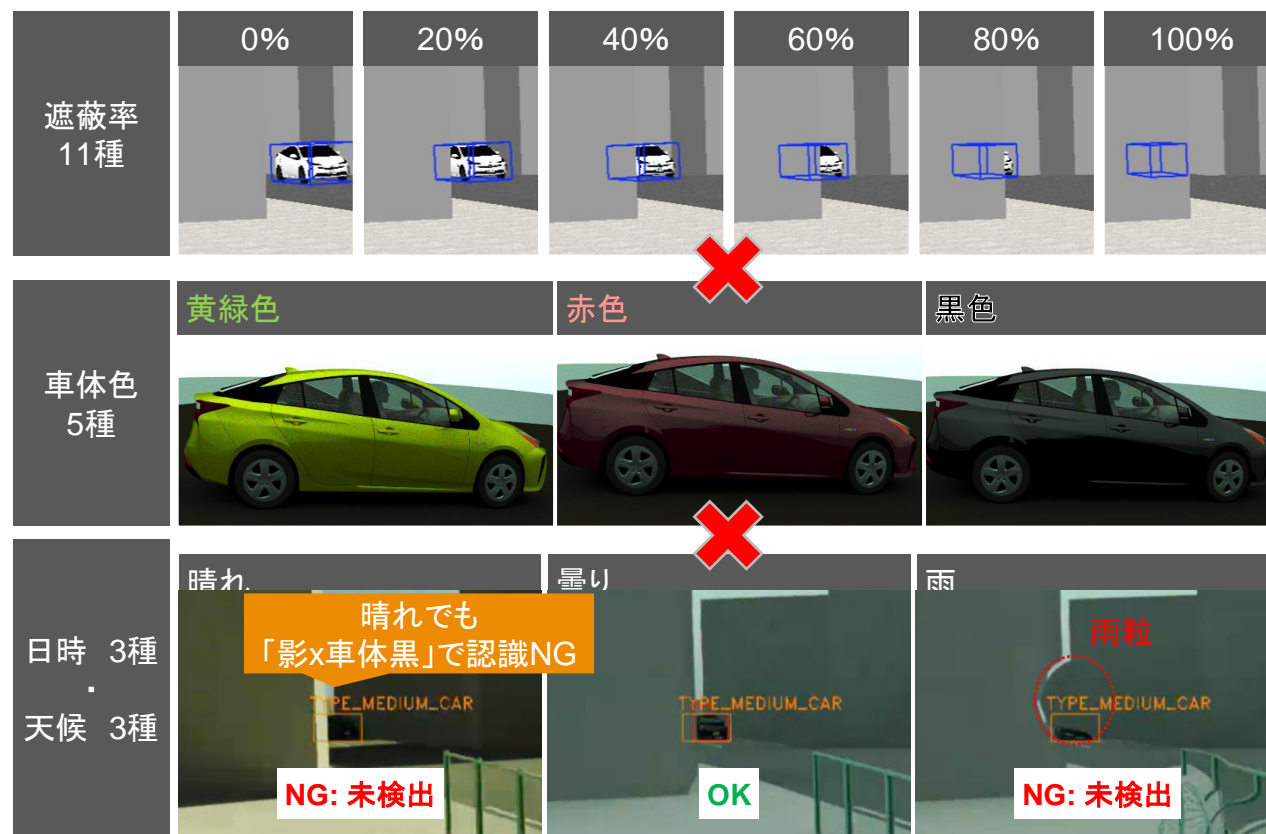 遮蔽率
11種
0%
20%
40%
60%
80%
100%
車体色
5種
黄緑色
赤色
黒色
日時 3種
・
天候 3種
晴れ
曇り
雨
晴れでも
「影x車体黒」で認識NG
雨粒
TYPE_MEDIUM_CAR
TYPE_MEDIUM_CAR
TYPE_MEDIUM_CAR
NG: 未検出
OK
NG: 未検出